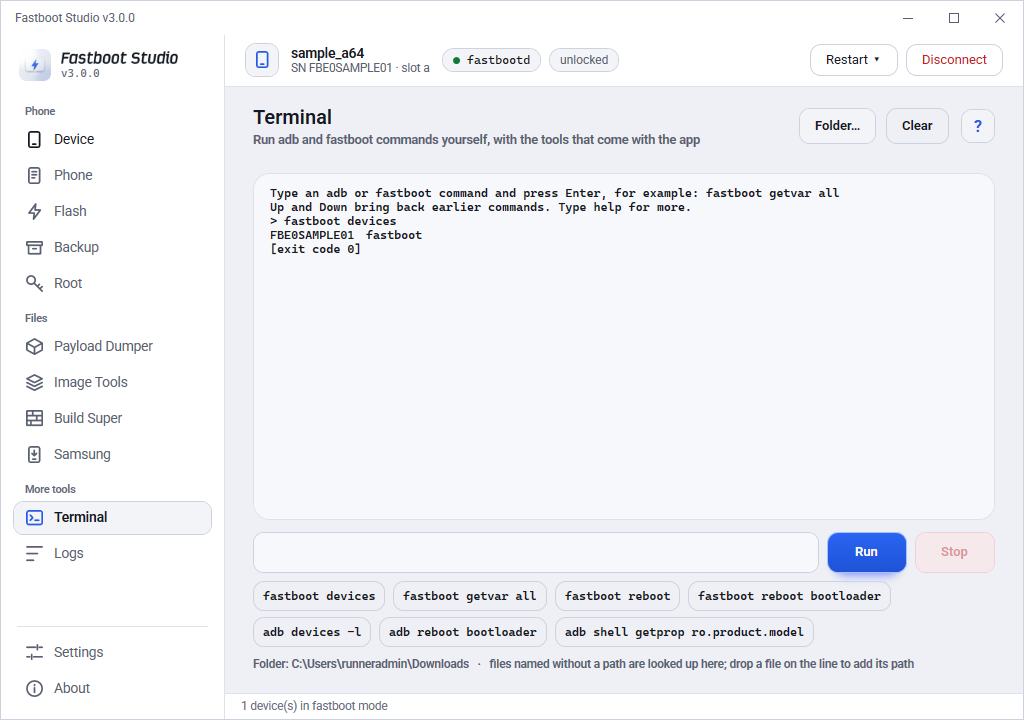 Fastboot Studio v3.0.0
Fastboot Studio
v3.0.0
Phone
Device
Phone
Flash
Backup
Root
Files
Payload Dumper
Image Tools
Build Super
Samsung
More tools
Terminal
Logs
Settings
About
sample_a64
SN FBE0SAMPLE01 · slot a
fastbootd
unlocked
Restart
Disconnect
Terminal
Run adb and fastboot commands yourself, with the tools that come with the app
Folder...
Clear
?
Type an adb or fastboot command and press Enter, for example: fastboot getvar all
Up and Down bring back earlier commands. Type help for more.
> fastboot devices
FBE0SAMPLE01  fastboot
[exit code 0]
Run
Stop
fastboot devices
fastboot getvar all
fastboot reboot
fastboot reboot bootloader
adb devices -l
adb reboot bootloader
adb shell getprop ro.product.model
Folder: C:\Users\runneradmin\Downloads · files named without a path are looked up here; drop a file on the line to add its path
1 device(s) in fastboot mode